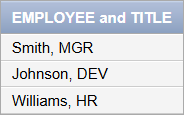 EMPLOYEE and TITLE
Smith, MGR
Johnson, DEV
Williams, HR